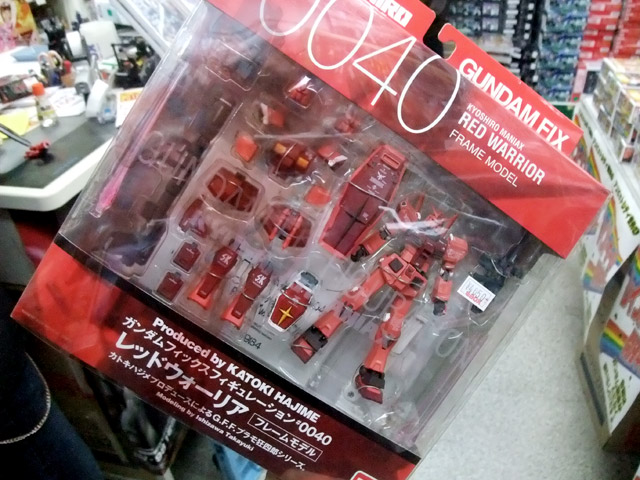 0040
GUNDAM FIX
KYOSHIRO MANIAX
RED WARRIOR
FRAME MODEL
Produced by KATOKI HAJIME
ガンダムフィックスフィギュレーション #0040
レッドウォーリア
フレームモデル
カトキハジメプロデュースによるG.F.F.プラモ狂四郎シリーズ。
Modeling by Ishizawa Takayuki